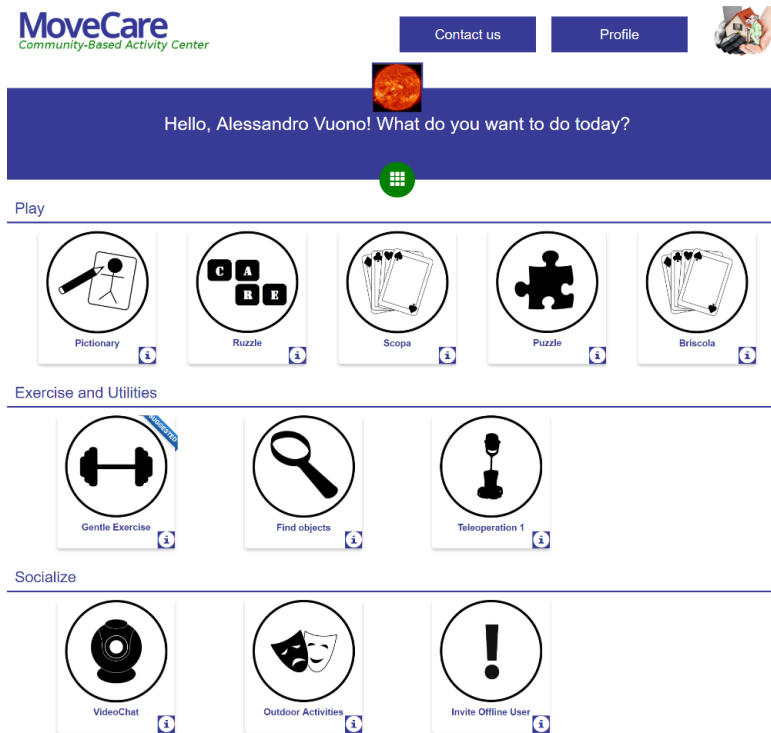 MoveCare
Community-Based Activity Center
Contact us
Profile
Hello, Alessandro Vuono! What do you want to do today?
Play
Pictionary
C A
R E
Ruzzle
Scopa
Puzzle
Briscola
Exercise and Utilities
SUGGESTED
Gentle Exercise
Find objects
Teleoperation 1
Socialize
VideoChat
Outdoor Activities
Invite Offline User